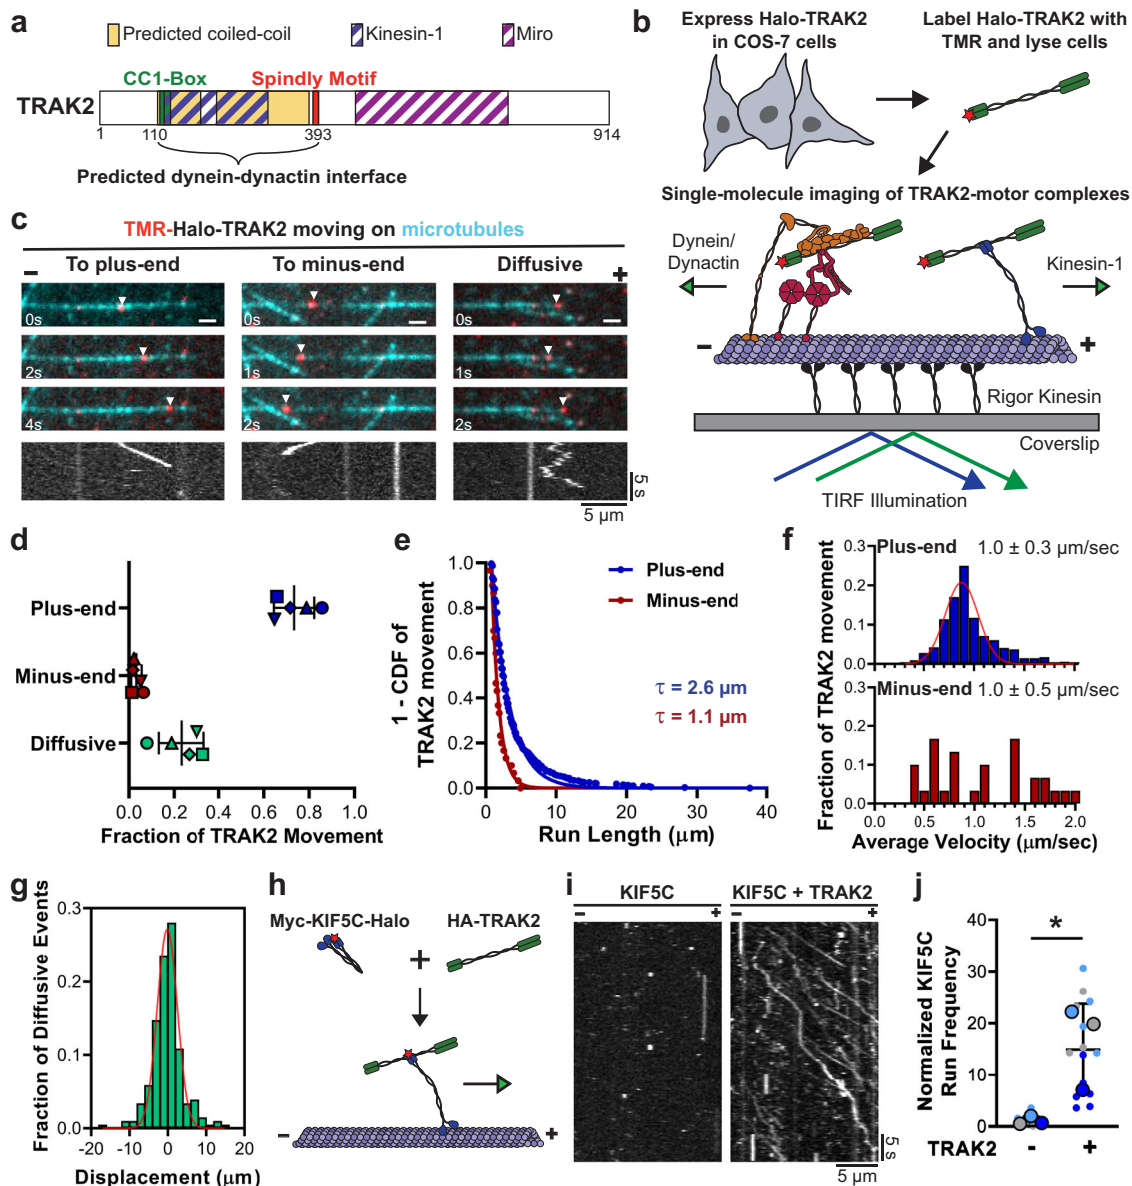 a
Predicted coiled-coil
Kinesin-1
Miro
CC1-Box
Spindly Motif
TRAK2
1
110
393
914
Predicted dynein-dynactin interface
b
Express Halo-TRAK2
in COS-7 cells
Label Halo-TRAK2 with
TMR and lyse cells
Single-molecule imaging of TRAK2-motor complexes
Dynein/
Dynactin
Kinesin-1
-
+
Rigor Kinesin
Coverslip
TIRF Illumination
c
TMR-Halo-TRAK2 moving on microtubules
-
To plus-end
To minus-end
Diffusive
+
0s
0s
0s
2s
1s
1s
4s
2s
2s
5 s
5 µm
d
Plus-end
Minus-end
Diffusive
0.0 0.2 0.4 0.6 0.8 1.0
Fraction of TRAK2 Movement
e
1 - CDF of
TRAK2 movement
1.0
0.8
0.6
0.4
0.2
0.0
Plus-end
Minus-end
τ = 2.6 µm
τ = 1.1 µm
0 10 20 30 40
Run Length (µm)
f
Fraction of TRAK2 movement
Plus-end 1.0 ± 0.3 µm/sec
0.3
0.2
0.1
0.0
Minus-end 1.0 ± 0.5 µm/sec
0.3
0.2
0.1
0.0
0.0 0.5 1.0 1.5 2.0
Average Velocity (µm/sec)
g
Fraction of Diffusive Events
0.3
0.2
0.1
0.0
-20 -10 0 10 20
Displacement (µm)
h
Myc-KIF5C-Halo
HA-TRAK2
+
-
+
i
KIF5C
KIF5C + TRAK2
- +
- +
5 s
5 µm
j
Normalized KIF5C
Run Frequency
40
30
20
10
0
*
TRAK2 - +